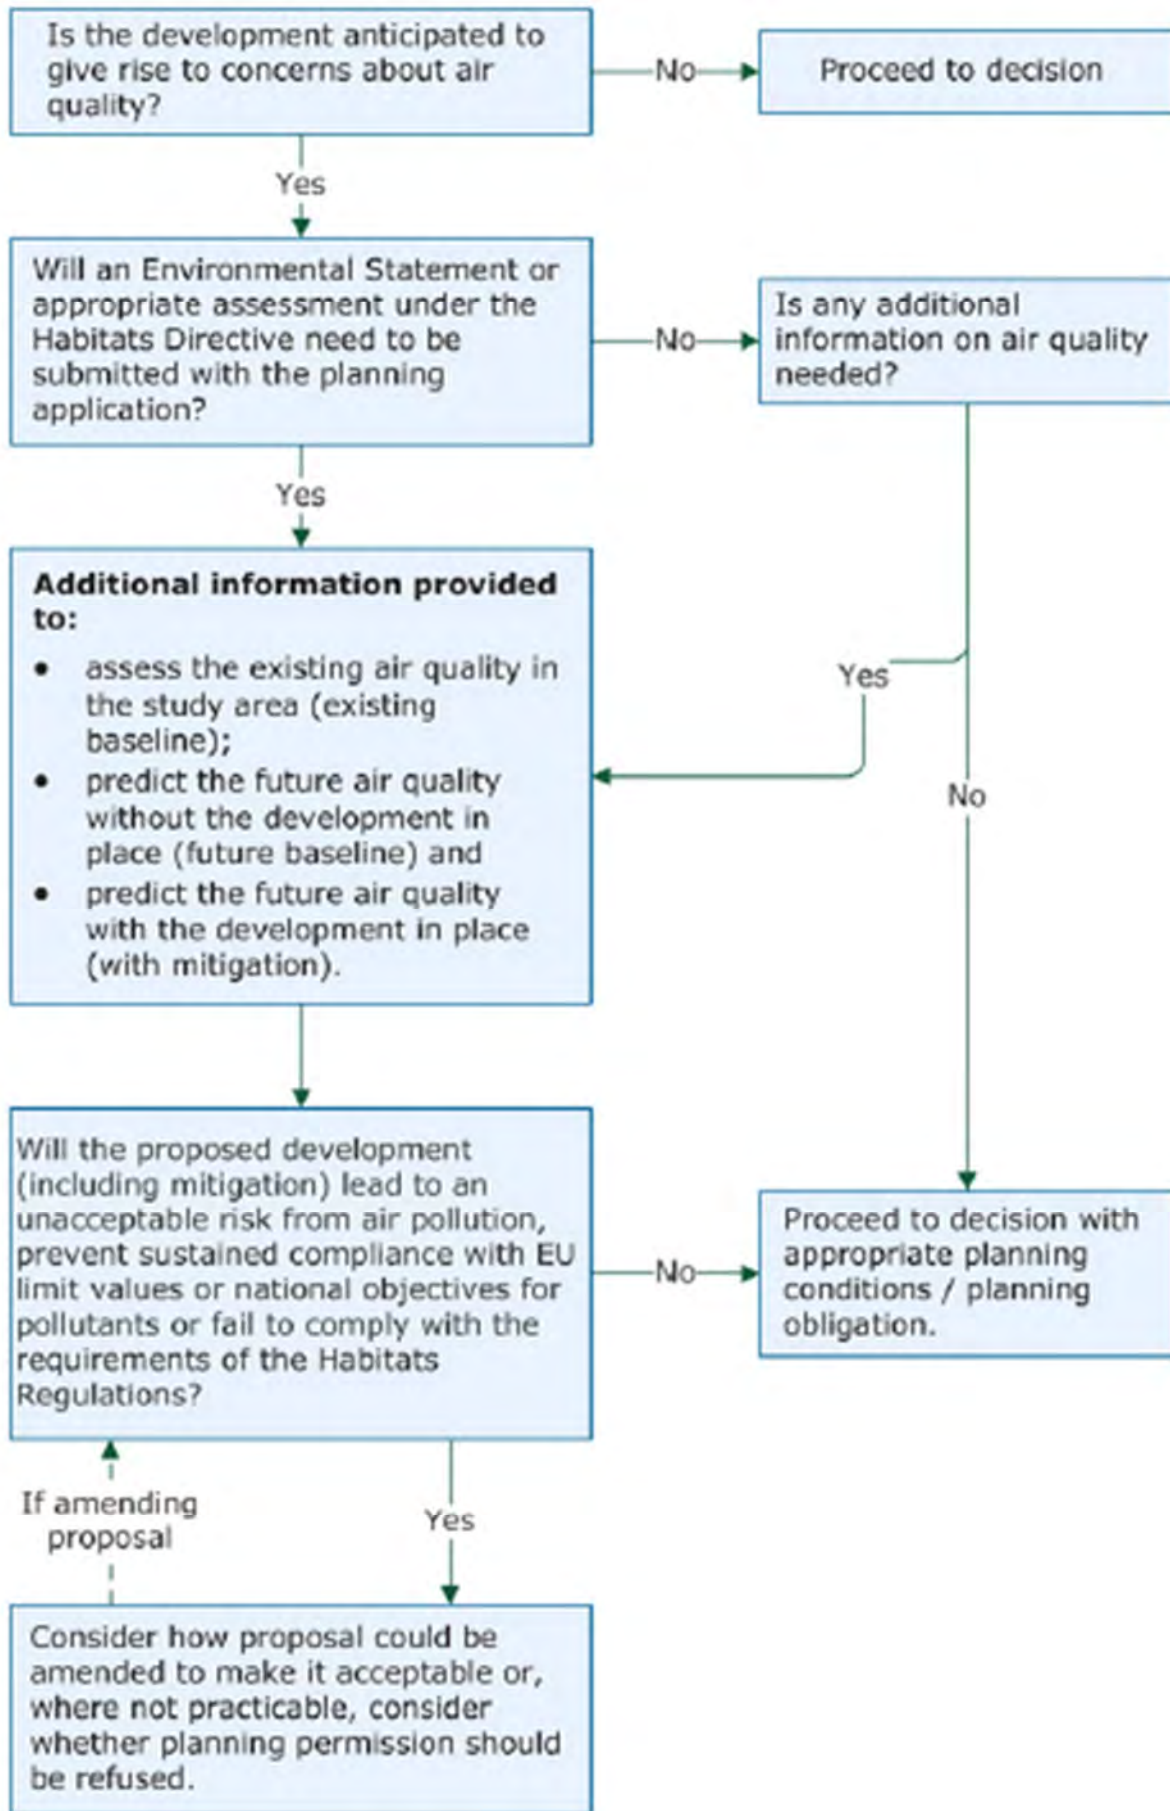 Is the development anticipated to
give rise to concerns about air
quality?
No
Proceed to decision
Yes
Will an Environmental Statement or
appropriate assessment under the
Habitats Directive need to be
submitted with the planning
application?
No
Is any additional
information on air quality
needed?
Yes
Additional information provided
to:
• assess the existing air quality in
the study area (existing
baseline);
• predict the future air quality
without the development in
place (future baseline) and
• predict the future air quality
with the development in place
(with mitigation).
Yes
No
Will the proposed development
(including mitigation) lead to an
unacceptable risk from air pollution,
prevent sustained compliance with EU
limit values or national objectives for
pollutants or fail to comply with the
requirements of the Habitats
Regulations?
No
Proceed to decision with
appropriate planning
conditions / planning
obligation.
If amending
proposal
Yes
Consider how proposal could be
amended to make it acceptable or,
where not practicable, consider
whether planning permission should
be refused.